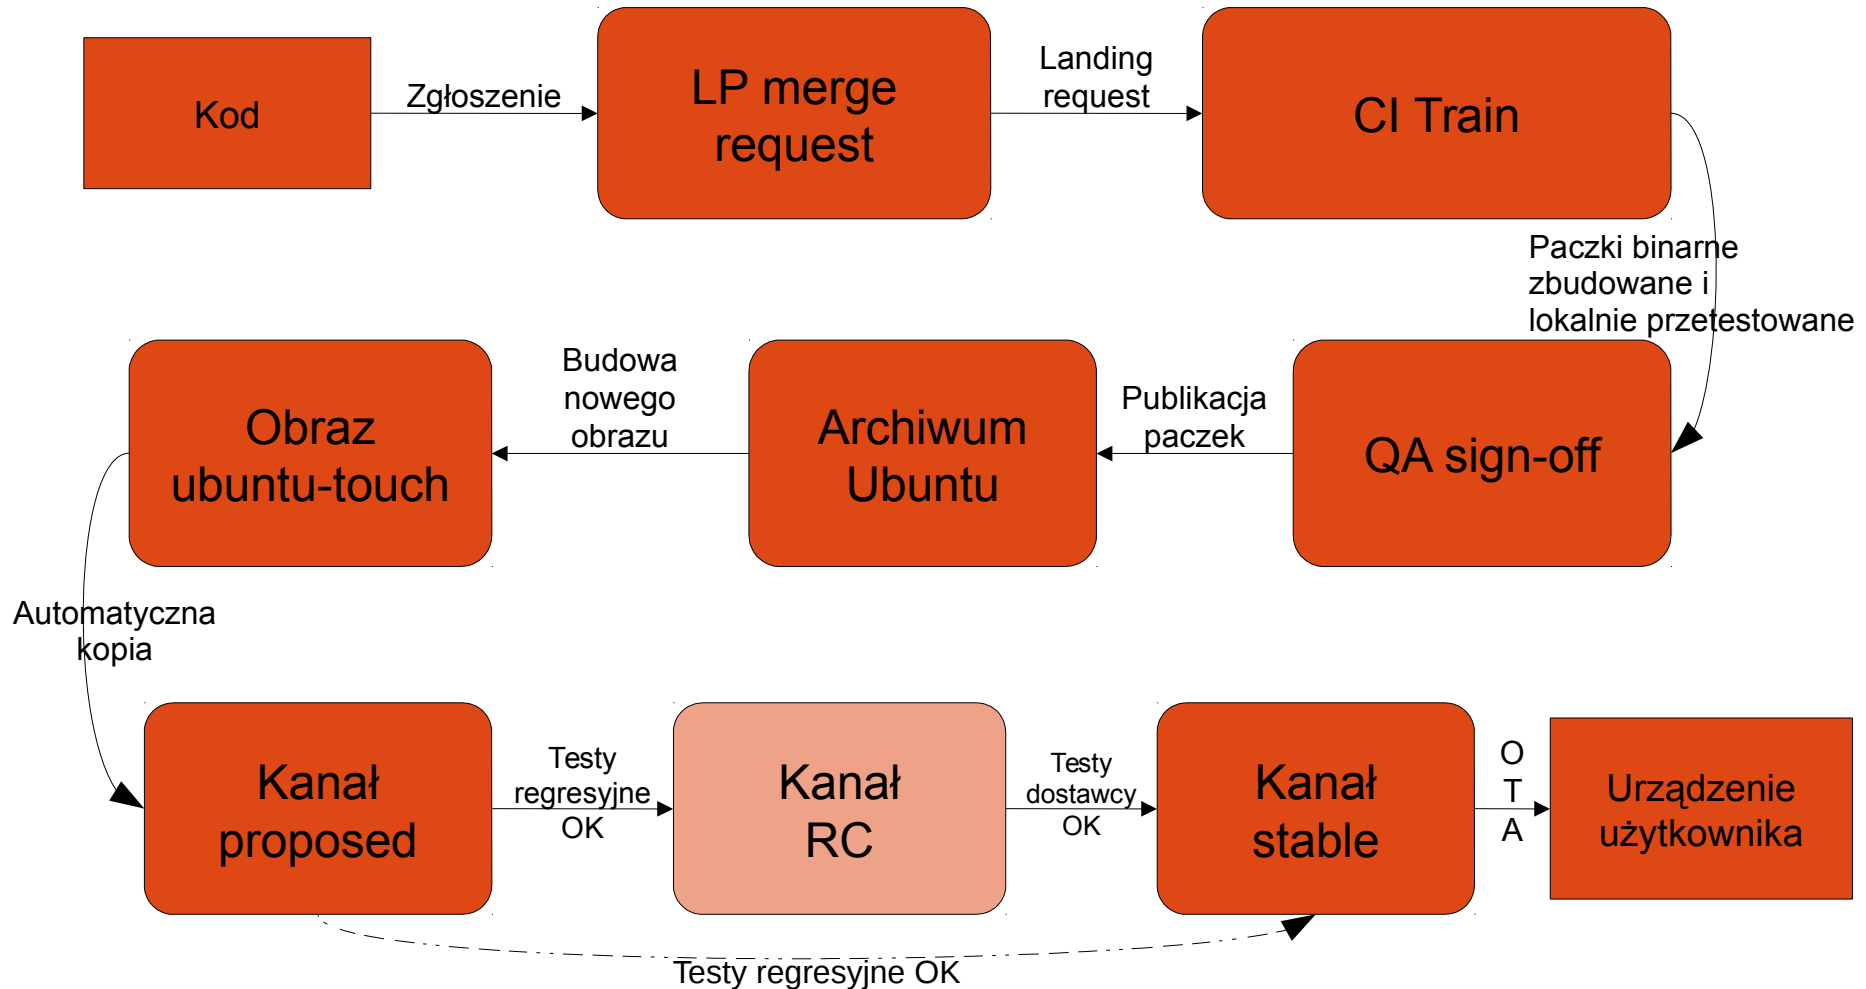 Kod
Zgłoszenie
LP merge
request
Landing
request
CI Train
Paczki binarne
zbudowane i
lokalnie przetestowane
QA sign-off
Publikacja
paczek
Archiwum
Ubuntu
Budowa
nowego
obrazu
Obraz
ubuntu-touch
Automatyczna
kopia
Kanał
proposed
Testy
regresyjne
OK
Kanał
RC
Testy
dostawcy
OK
Kanał
stable
O
T
A
Urządzenie
użytkownika
Testy regresyjne OK